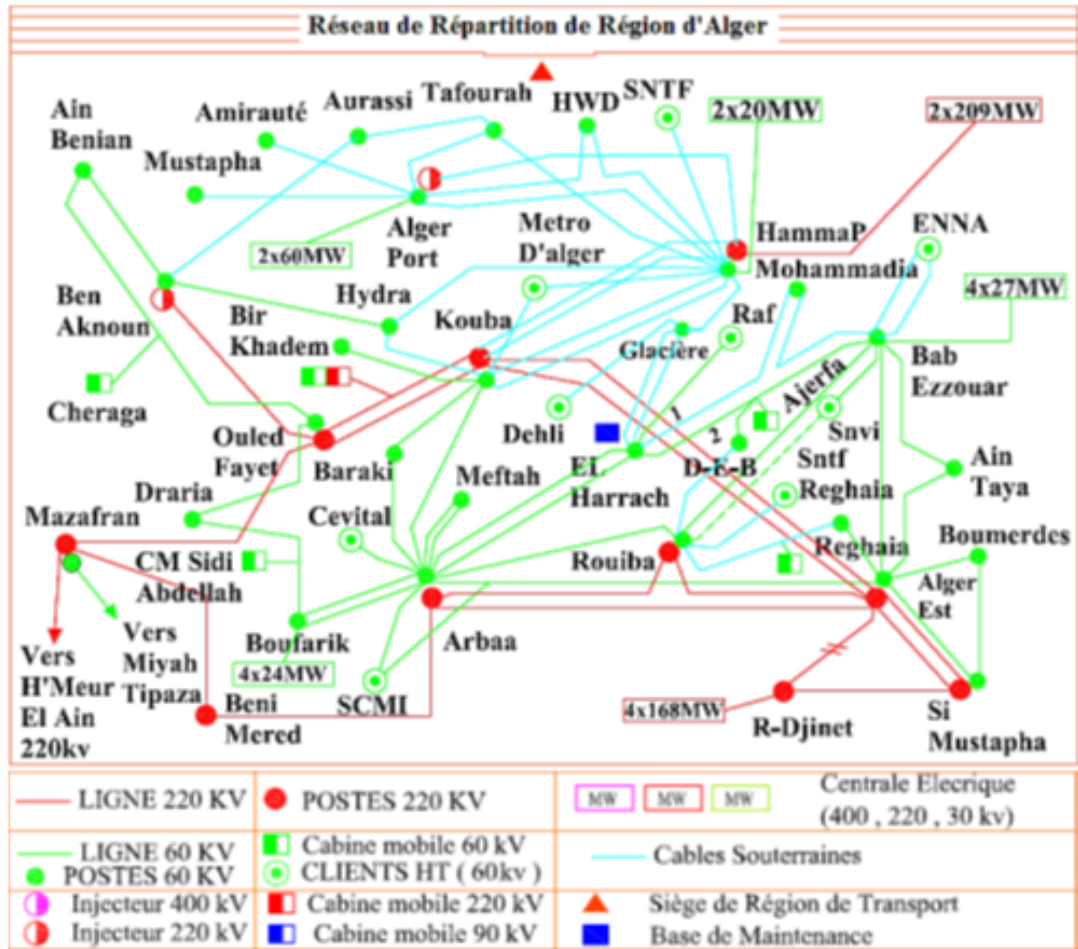 Réseau de Répartition de Région d'Alger
Ain
Benian
Amirauté
Aurassi
Tafourah
HWD
SNTF
2x20MW
2x209MW
Mustapha
Alger
Port
2x60MW
Metro
D'alger
HammaP
Mohammadia
ENNA
4x27MW
Ben
Aknoun
Hydra
Bir
Khadem
Kouba
Raf
Glacière
Bab
Ezzouar
Cheraga
Ouled
Fayet
Baraki
Dehli
1
2
Ajerfa
D-E-B
Snvi
EL
Harrach
Sntf
Reghaia
Ain
Taya
Draria
Meftah
Mazafran
Cevital
CM Sidi
Abdellah
Rouiba
Reghaia
Boumerdes
Alger
Est
Vers
Miyah
Tipaza
Boufarik
4x24MW
Arbaa
Vers
H'Meur
El Ain
220kv
Beni
Mered
SCMI
4x168MW
R-Djinet
Si
Mustapha
LIGNE 220 KV
POSTES 220 KV
MW
MW
MW
Centrale Elecrique
(400 , 220 , 30 kv)
LIGNE 60 KV
POSTES 60 KV
Cabine mobile 60 kV
CLIENTS HT ( 60kv )
Cables Souterraines
Injecteur 400 kV
Injecteur 220 kV
Cabine mobile 220 kV
Cabine mobile 90 kV
Siège de Région de Transport
Base de Maintenance